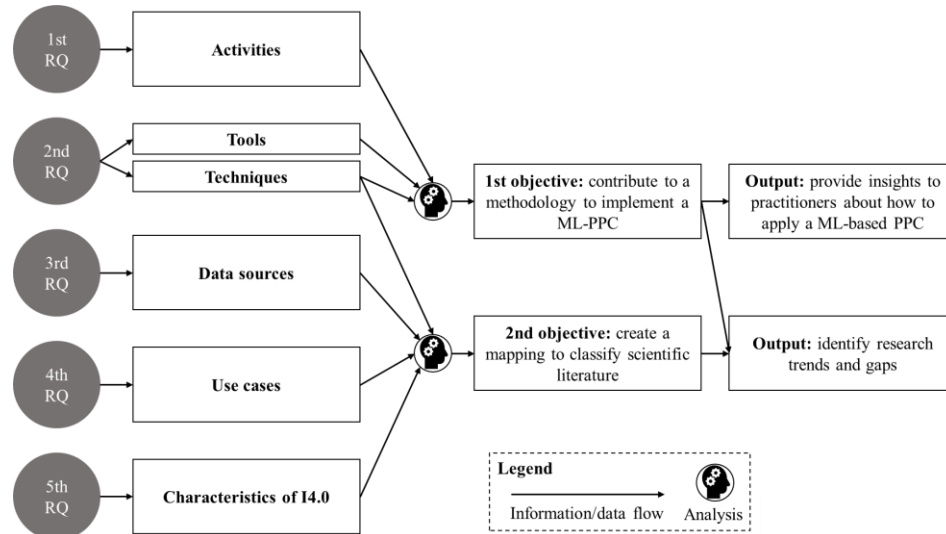 1st
RQ
Activities
2nd
RQ
Tools
Techniques
1st objective: contribute to a
methodology to implement a
ML-PPC
Output: provide insights to
practitioners about how to
apply a ML-based PPC
3rd
RQ
Data sources
4th
RQ
Use cases
2nd objective: create a
mapping to classify scientific
literature
Output: identify research
trends and gaps
5th
RQ
Characteristics of I4.0
Legend
Information/data flow
Analysis